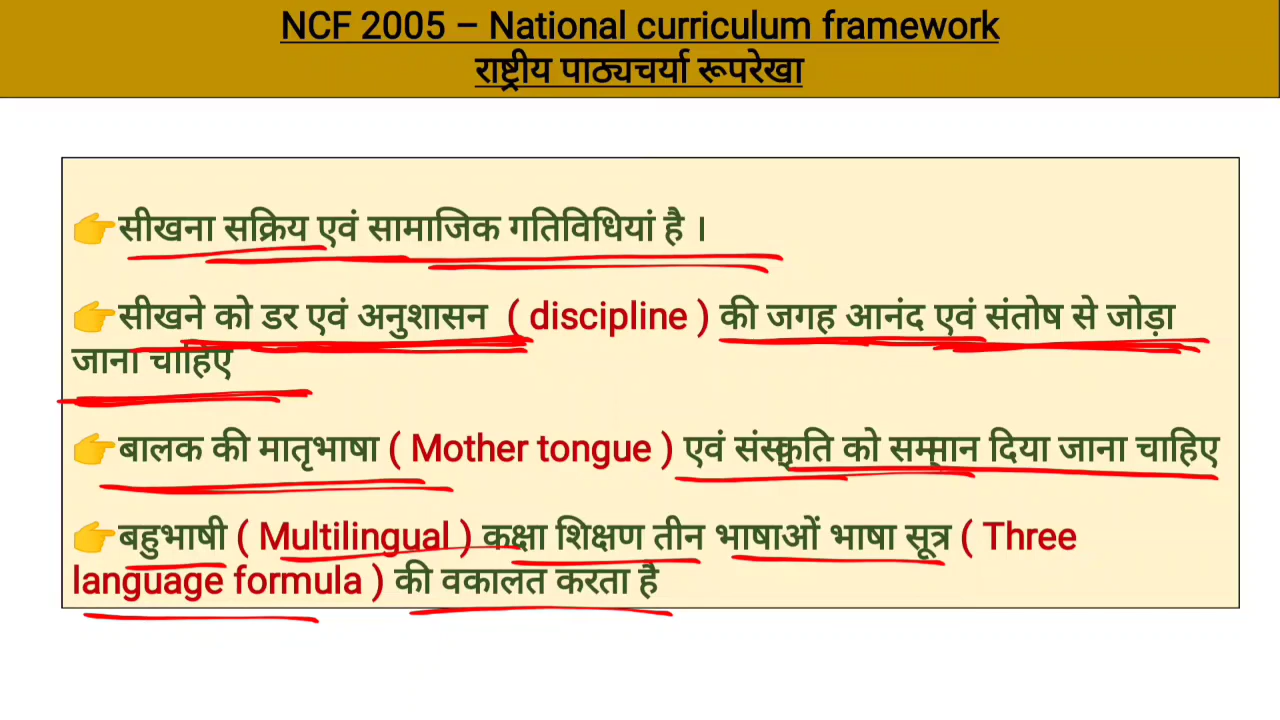 NCF 2005 – National curriculum framework
राष्ट्रीय पाठ्यचर्या रूपरेखा
👉सीखना सक्रिय एवं सामाजिक गतिविधियां है ।
👉सीखने को डर एवं अनुशासन ( discipline ) की जगह आनंद एवं संतोष से जोड़ा
जाना चाहिए
👉बालक की मातृभाषा ( Mother tongue ) एवं संस्कृति को सम्मान दिया जाना चाहिए
👉बहुभाषी ( Multilingual ) कक्षा शिक्षण तीन भाषाओं भाषा सूत्र ( Three
language formula ) की वकालत करता है